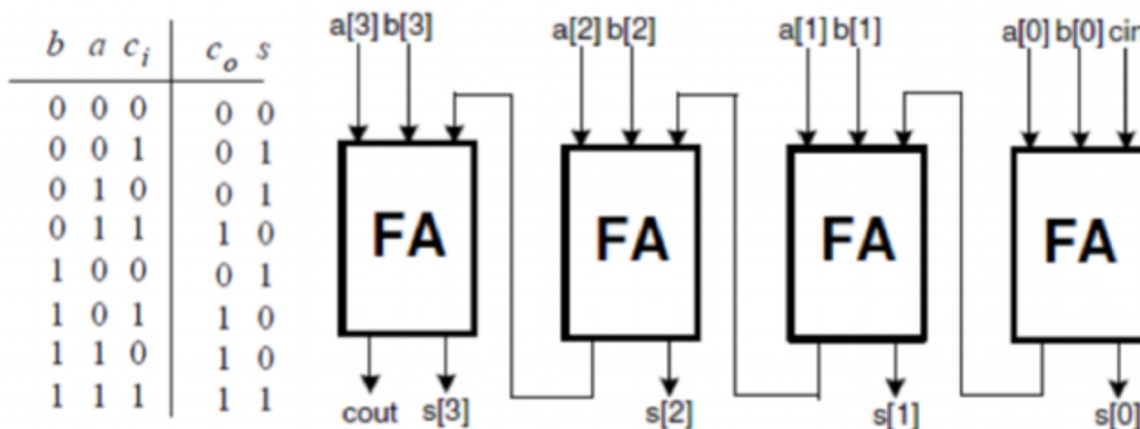 b a ci co s
0 0 0 0 0
0 0 1 0 1
0 1 0 0 1
0 1 1 1 0
1 0 0 0 1
1 0 1 1 0
1 1 0 1 0
1 1 1 1 1
a[3] b[3] a[2] b[2] a[1] b[1] a[0] b[0] cin
FA FA FA FA
cout s[3] s[2] s[1] s[0]